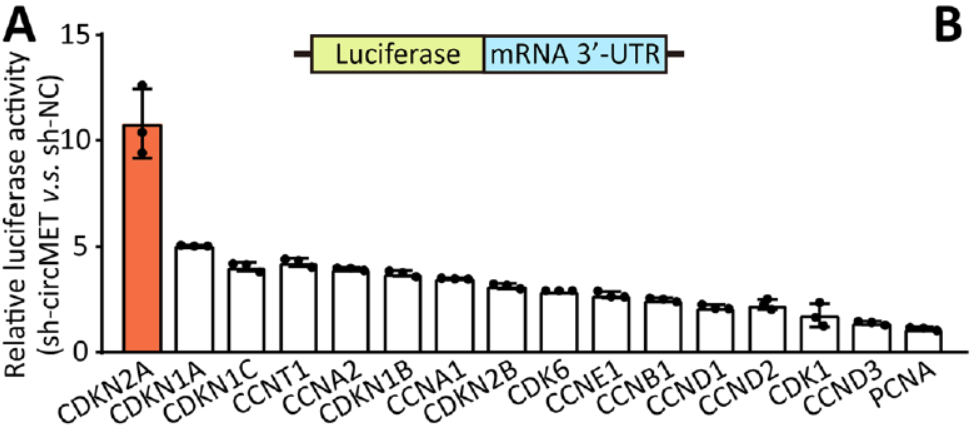 A
B
Relative luciferase activity
(sh-circMET v.s. sh-NC)
15
10
5
0
Luciferase mRNA 3′-UTR
CDKN2A
CDKN1A
CDKN1C
CCNT1
CCNA2
CDKN1B
CCNA1
CDKN2B
CDK6
CCNE1
CCNB1
CCND1
CCND2
CDK1
CCND3
PCNA